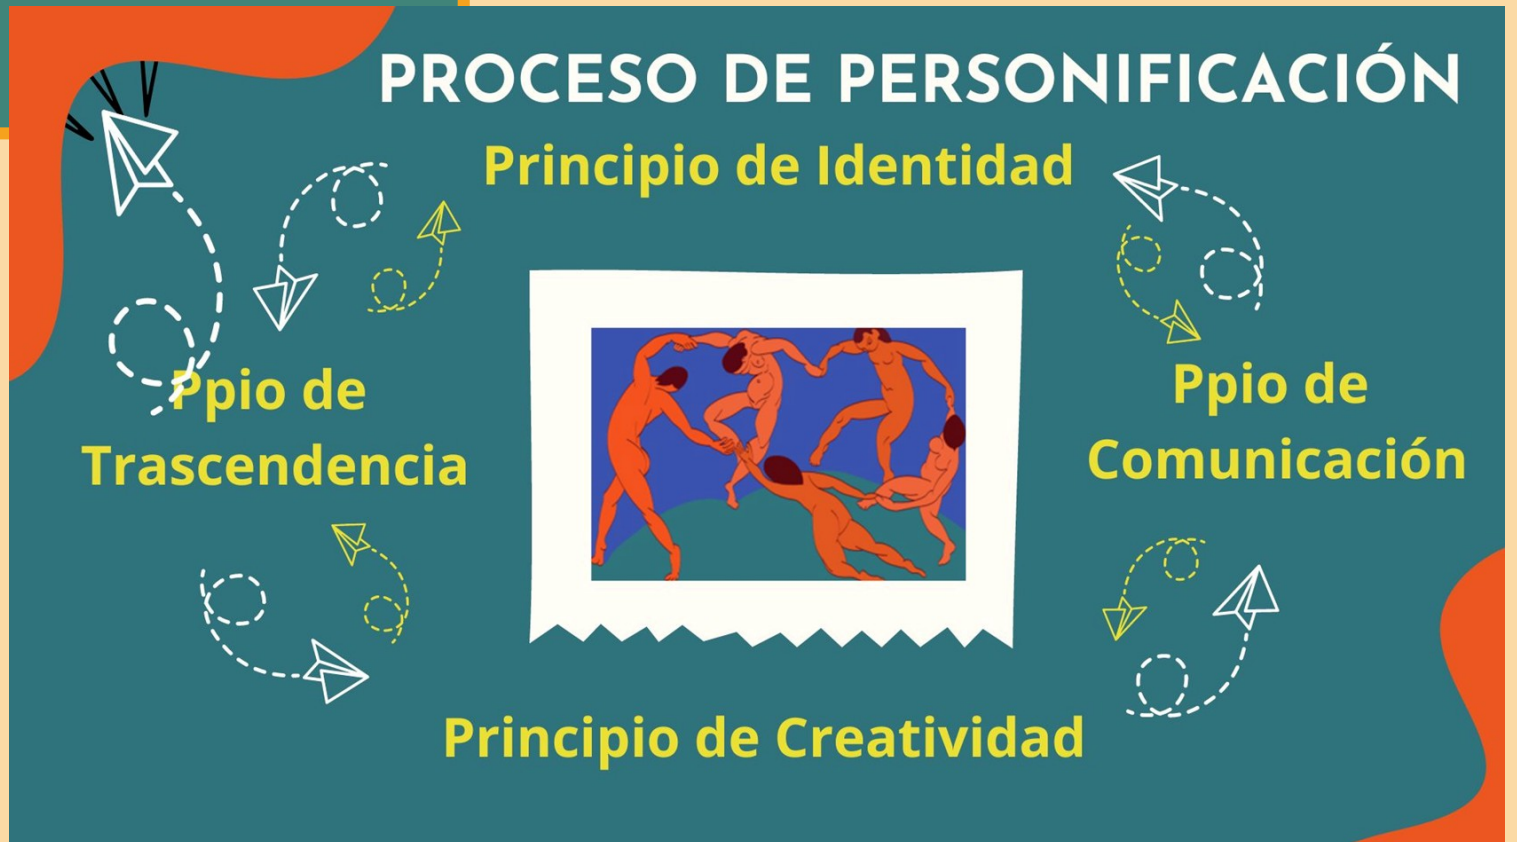 PROCESO DE PERSONIFICACIÓN
Principio de Identidad
Ppio de
Trascendencia
Ppio de
Comunicación
Principio de Creatividad